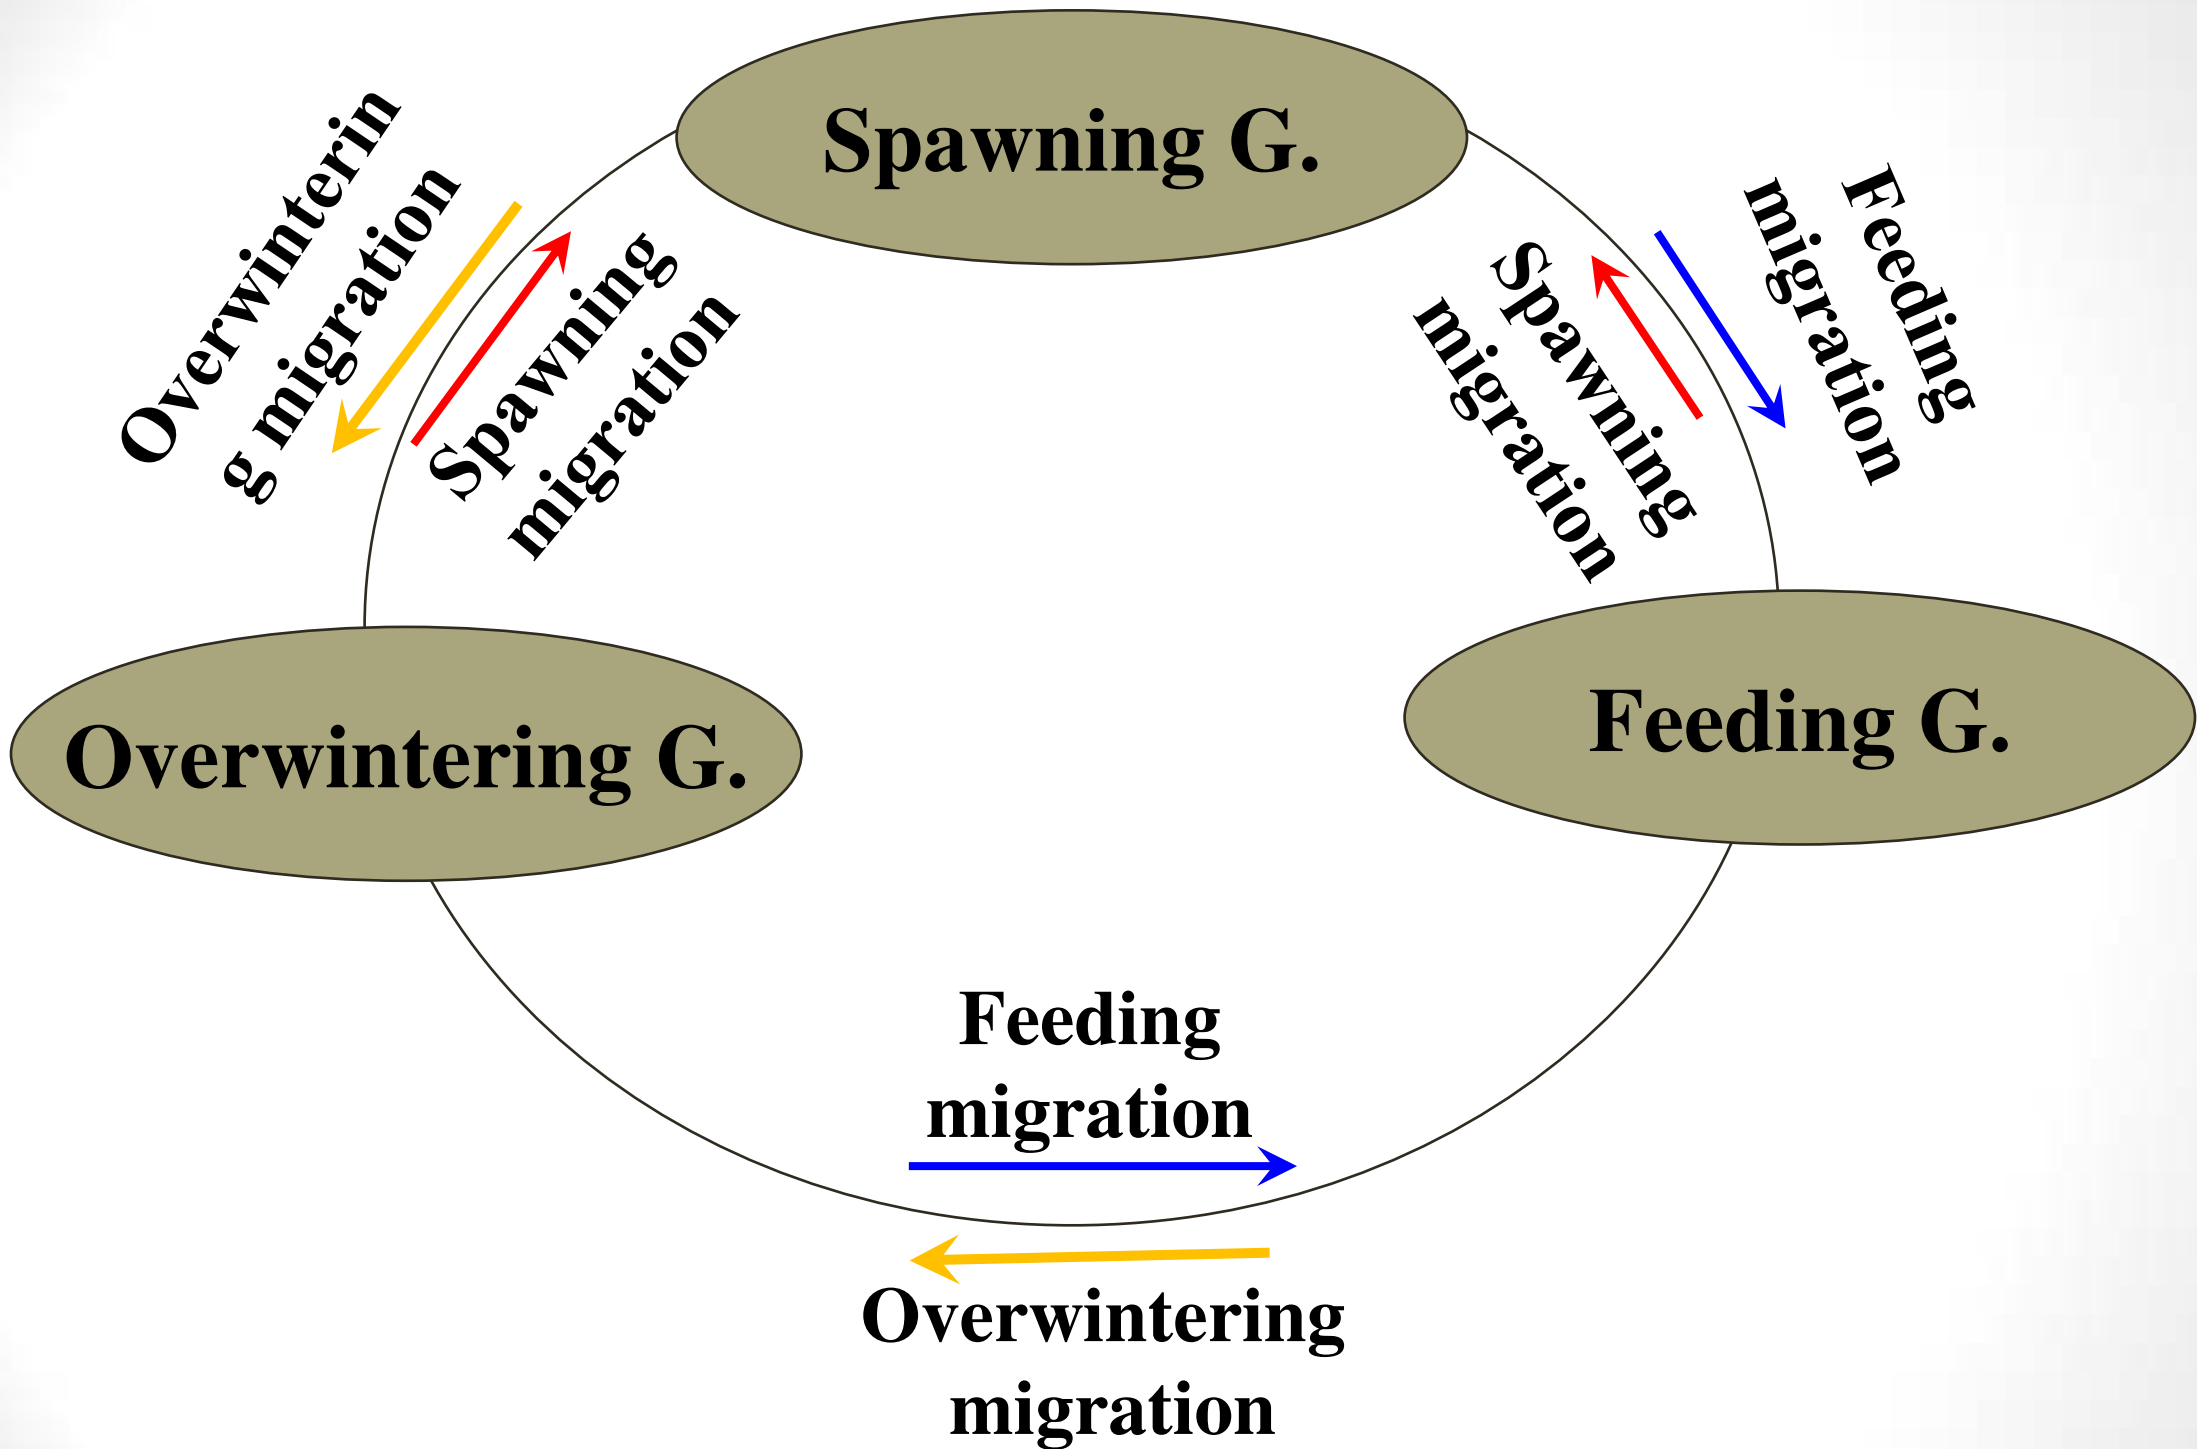 Spawning G.
Overwinterin
g migration
Spawning
migration
Spawning
migration
Feeding
migration
Overwintering G.
Feeding G.
Feeding
migration
Overwintering
migration